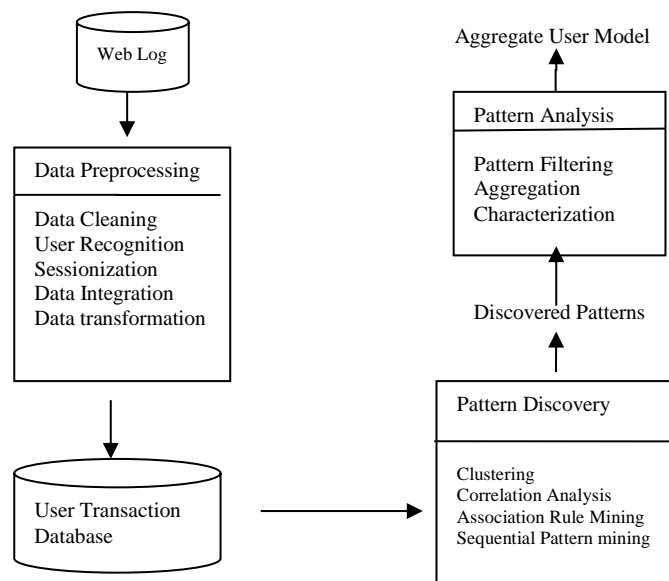 Web Log
Data Preprocessing
Data Cleaning
User Recognition
Sessionization
Data Integration
Data transformation
User Transaction
Database
Aggregate User Model
Pattern Analysis
Pattern Filtering
Aggregation
Characterization
Discovered Patterns
Pattern Discovery
Clustering
Correlation Analysis
Association Rule Mining
Sequential Pattern mining